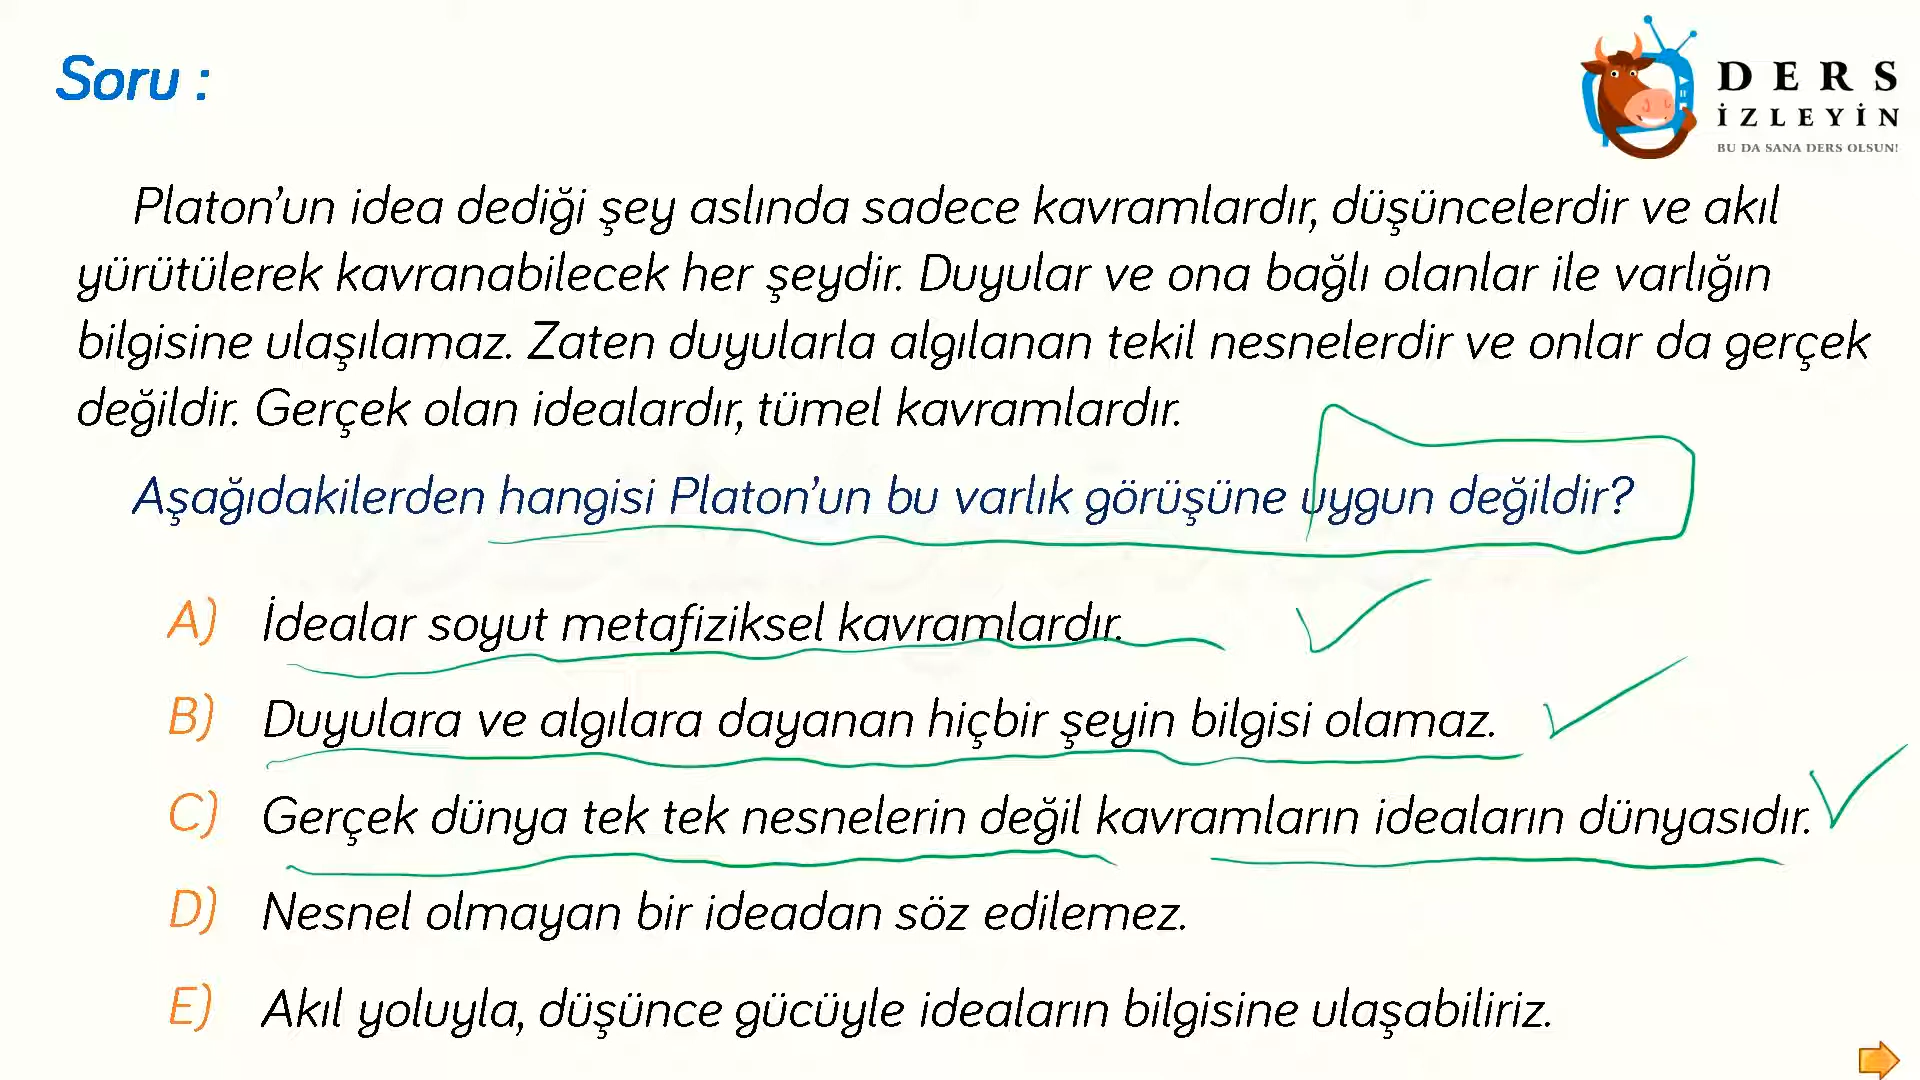 Soru :
DERS
İZLEYİN
BU DA SANA DERS OLSUN!
Platon'un idea dediği şey aslında sadece kavramlardır, düşüncelerdir ve akıl
yürütülerek kavranabilecek her şeydir. Duyular ve ona bağlı olanlar ile varlığın
bilgisine ulaşılamaz. Zaten duyularla algılanan tekil nesnelerdir ve onlar da gerçek
değildir. Gerçek olan idealardır, tümel kavramlardır.
Aşağıdakilerden hangisi Platon'un bu varlık görüşüne uygun değildir?
A) İdealar soyut metafiziksel kavramlardır.
B) Duyulara ve algılara dayanan hiçbir şeyin bilgisi olamaz.
C) Gerçek dünya tek tek nesnelerin değil kavramların ideaların dünyasıdır.
D) Nesnel olmayan bir ideadan söz edilemez.
E) Akıl yoluyla, düşünce gücüyle ideaların bilgisine ulaşabiliriz.